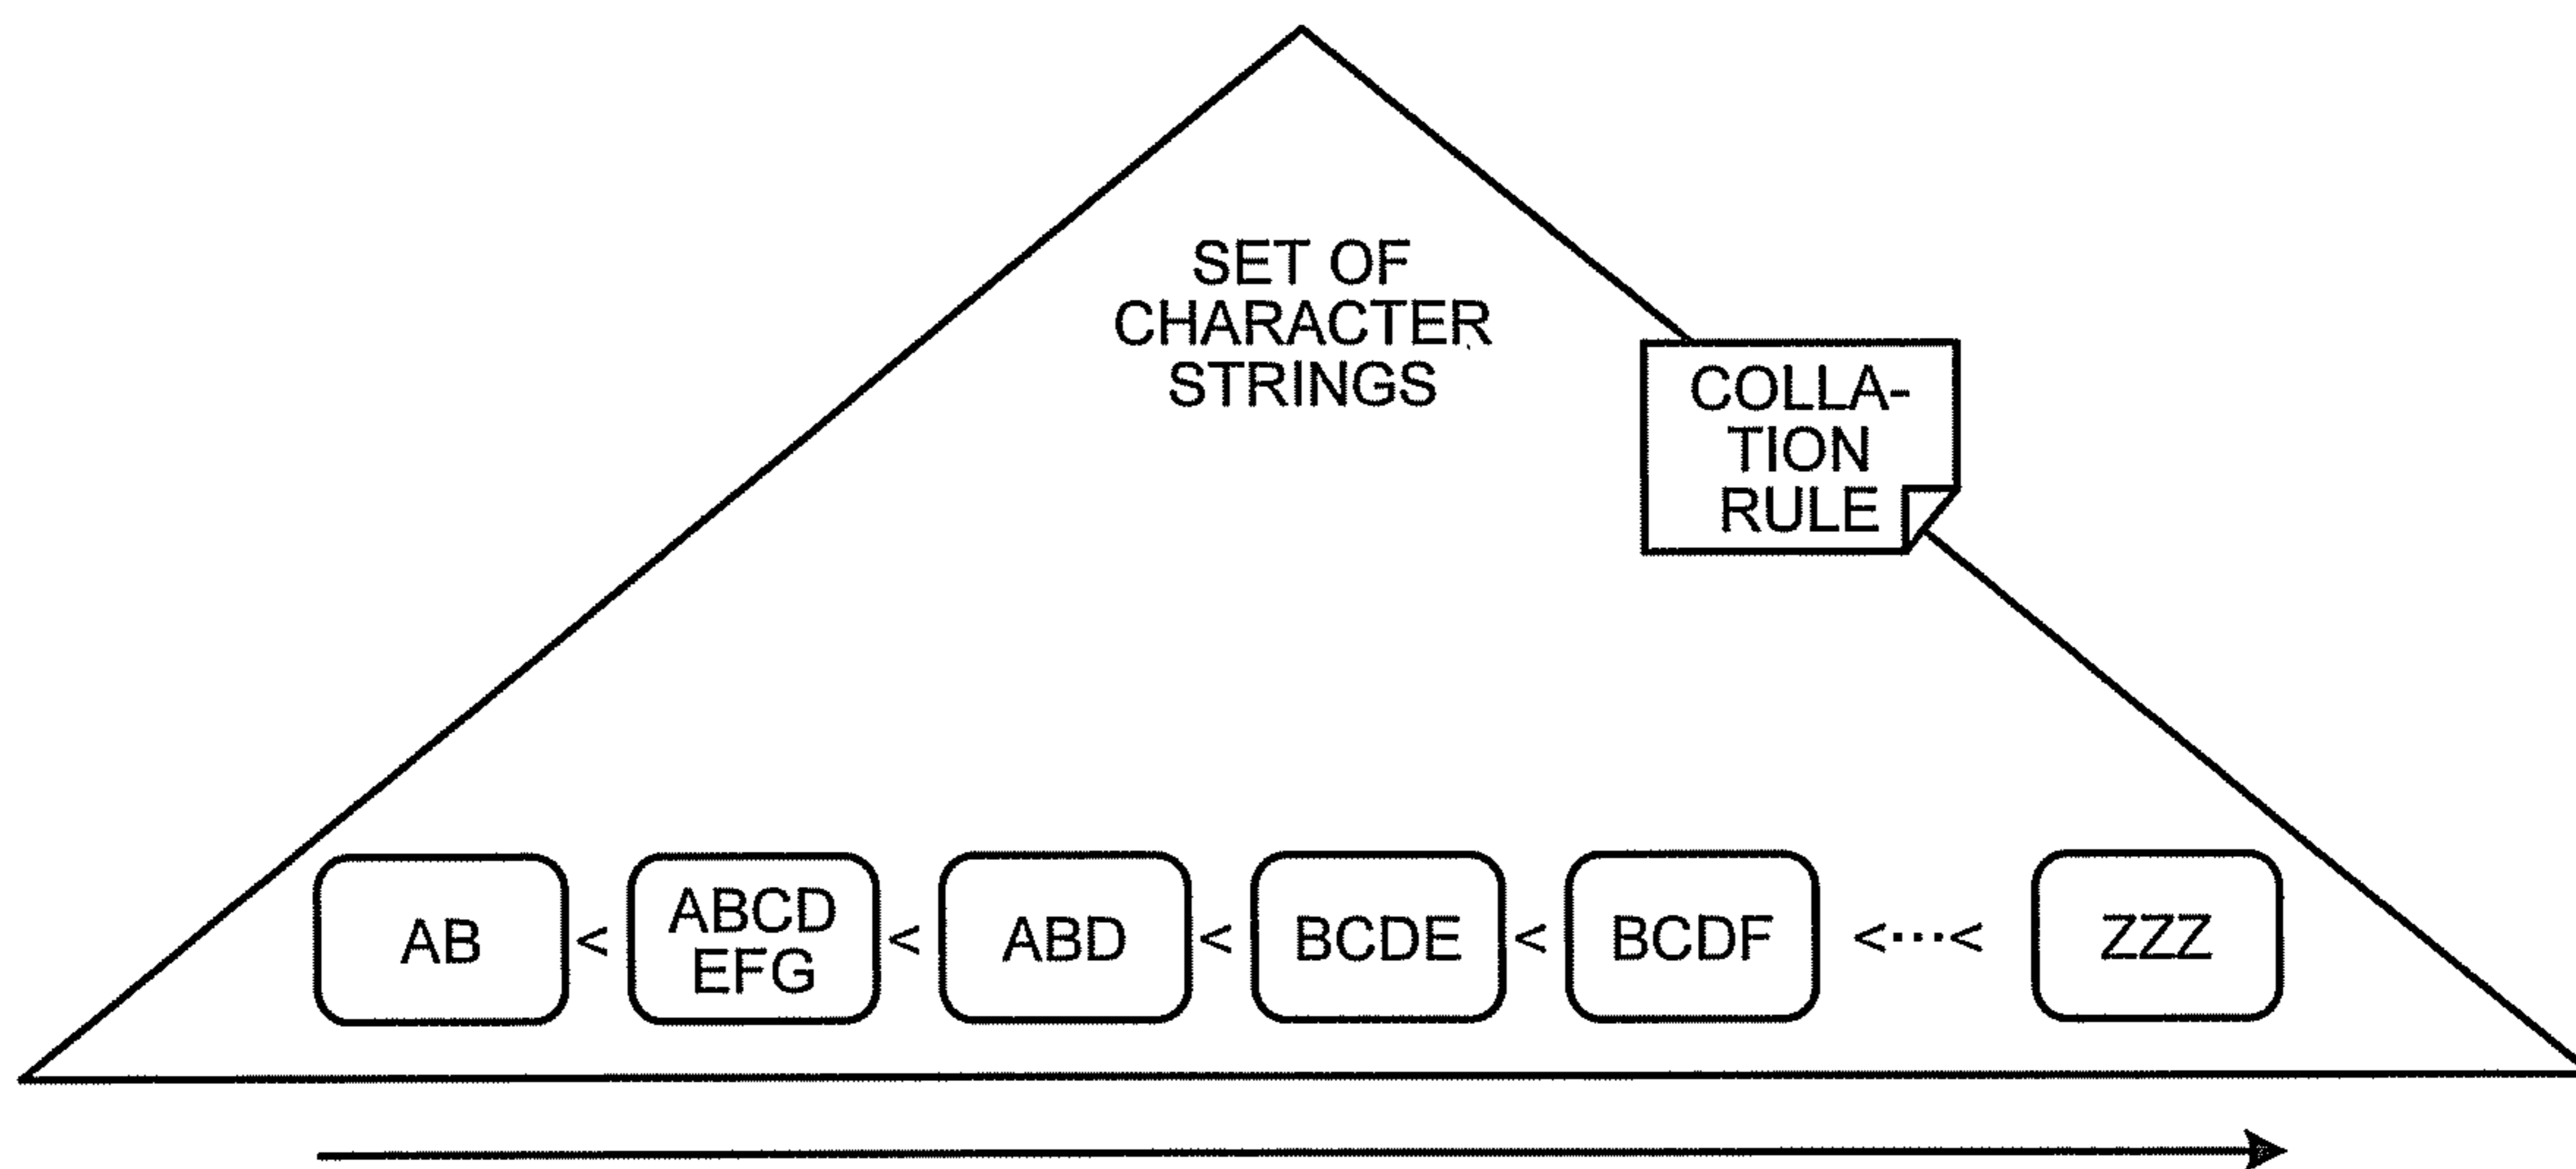 SET OF
CHARACTER
STRINGS
COLLA-
TION
RULE
AB < ABCD EFG < ABD < BCDE < BCDF <···< ZZZ